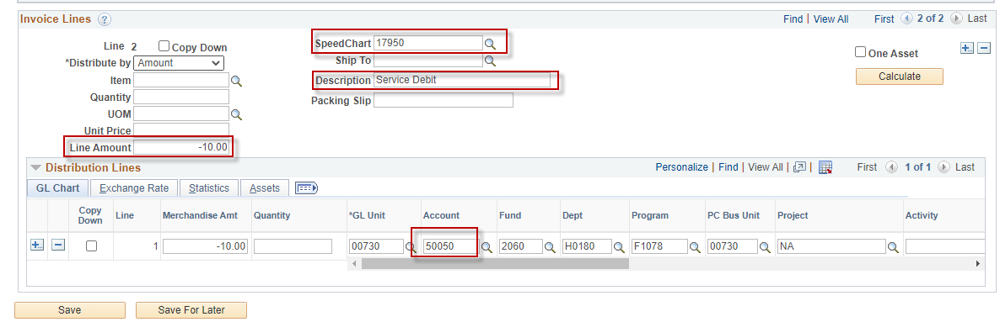 Invoice Lines ? Find | View All First 2 of 2 Last
Line 2 Copy Down SpeedChart 17950
*Distribute by Amount Ship To One Asset
Item Description Service Debit Calculate
Quantity Packing Slip
UOM
Unit Price
Line Amount -10.00
Distribution Lines Personalize | Find | View All | | First 1 of 1 Last
GL Chart Exchange Rate Statistics Assets
Copy Down Line Merchandise Amt Quantity *GL Unit Account Fund Dept Program PC Bus Unit Project Activity
1 -10.00 00730 50050 2060 H0180 F1078 00730 NA
Save Save For Later